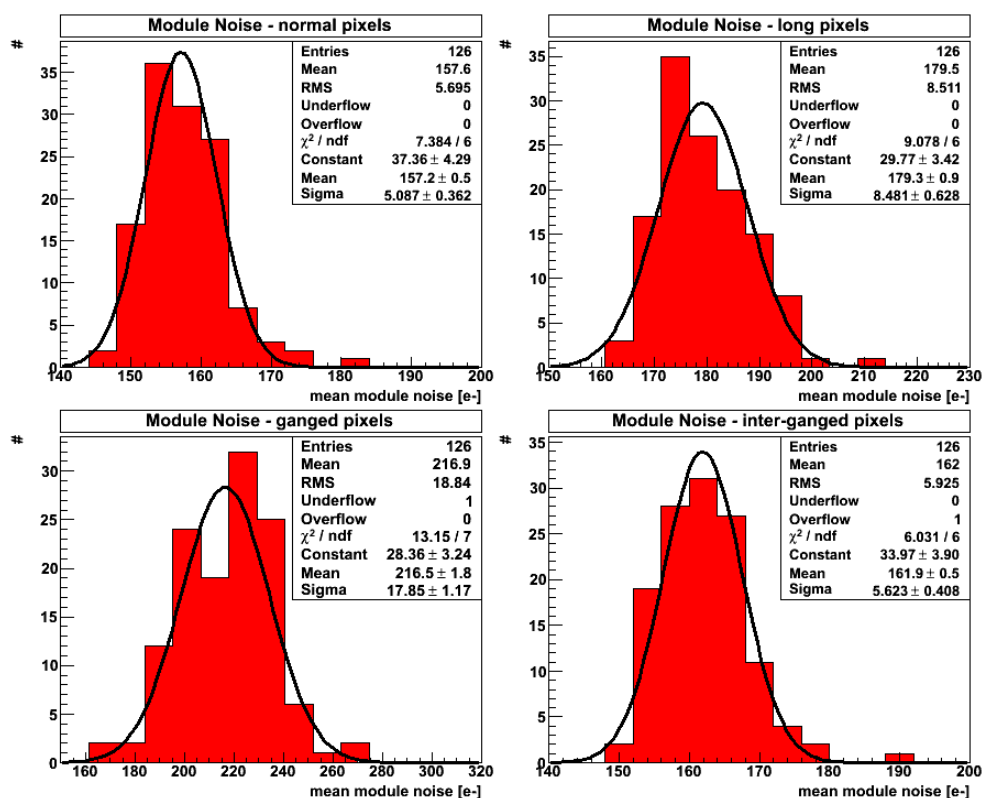 Module Noise - normal pixels
#
Entries 126
Mean 157.6
RMS 5.695
Underflow 0
Overflow 0
χ² / ndf 7.384 / 6
Constant 37.36 ± 4.29
Mean 157.2 ± 0.5
Sigma 5.087 ± 0.362
35
30
25
20
15
10
5
0
140 150 160 170 180 190 200
mean module noise [e-]
Module Noise - long pixels
#
Entries 126
Mean 179.5
RMS 8.511
Underflow 0
Overflow 0
χ² / ndf 9.078 / 6
Constant 29.77 ± 3.42
Mean 179.3 ± 0.9
Sigma 8.481 ± 0.628
35
30
25
20
15
10
5
0
150 160 170 180 190 200 210 220 230
mean module noise [e-]
Module Noise - ganged pixels
#
Entries 126
Mean 216.9
RMS 18.84
Underflow 1
Overflow 0
χ² / ndf 13.15 / 7
Constant 28.36 ± 3.24
Mean 216.5 ± 1.8
Sigma 17.85 ± 1.17
30
25
20
15
10
5
0
160 180 200 220 240 260 280 300 320
mean module noise [e-]
Module Noise - inter-ganged pixels
#
Entries 126
Mean 162
RMS 5.925
Underflow 0
Overflow 1
χ² / ndf 6.031 / 6
Constant 33.97 ± 3.90
Mean 161.9 ± 0.5
Sigma 5.623 ± 0.408
35
30
25
20
15
10
5
0
140 150 160 170 180 190 200
mean module noise [e-]